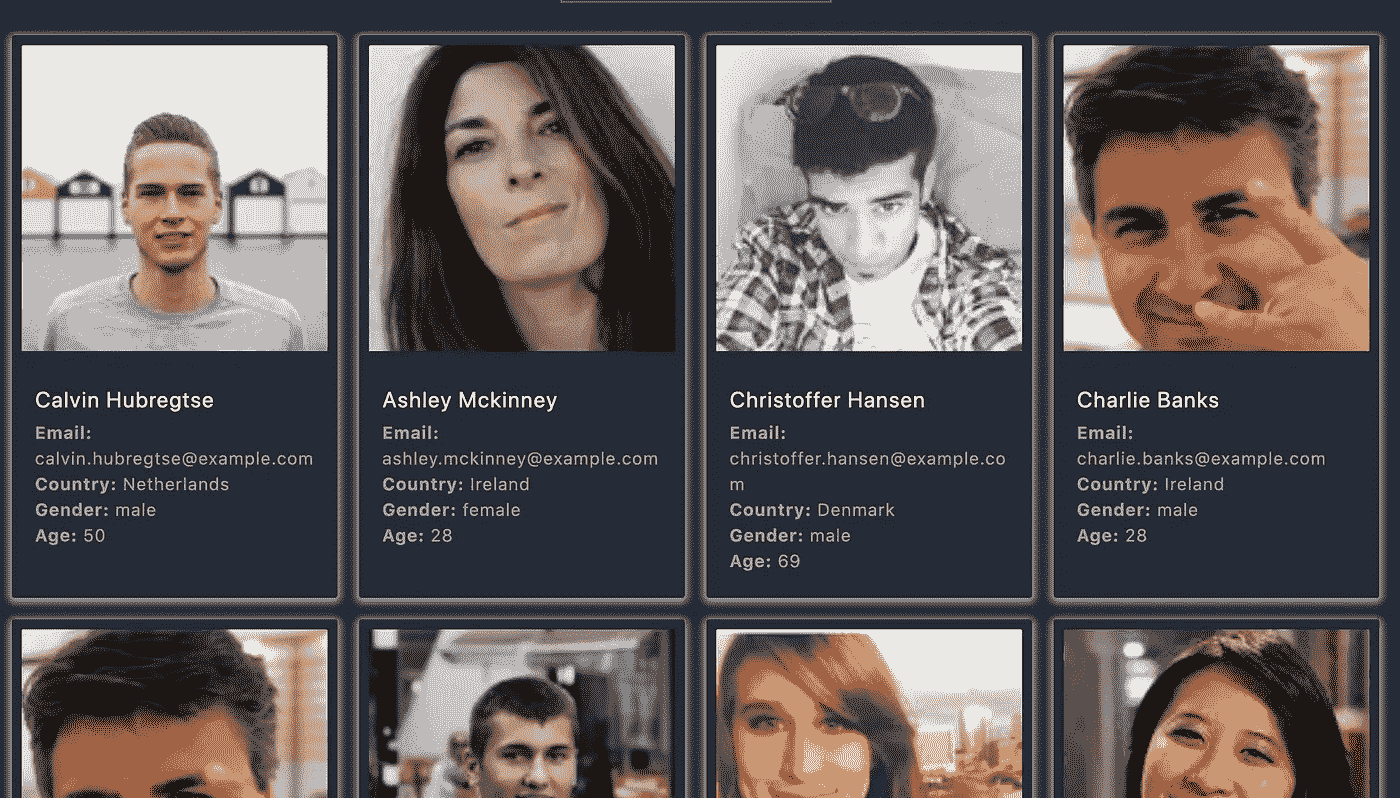 Calvin Hubregtse
Email:
calvin.hubregtse@example.com
Country: Netherlands
Gender: male
Age: 50
Ashley Mckinney
Email:
ashley.mckinney@example.com
Country: Ireland
Gender: female
Age: 28
Christoffer Hansen
Email:
christoffer.hansen@example.co
m
Country: Denmark
Gender: male
Age: 69
Charlie Banks
Email:
charlie.banks@example.com
Country: Ireland
Gender: male
Age: 28